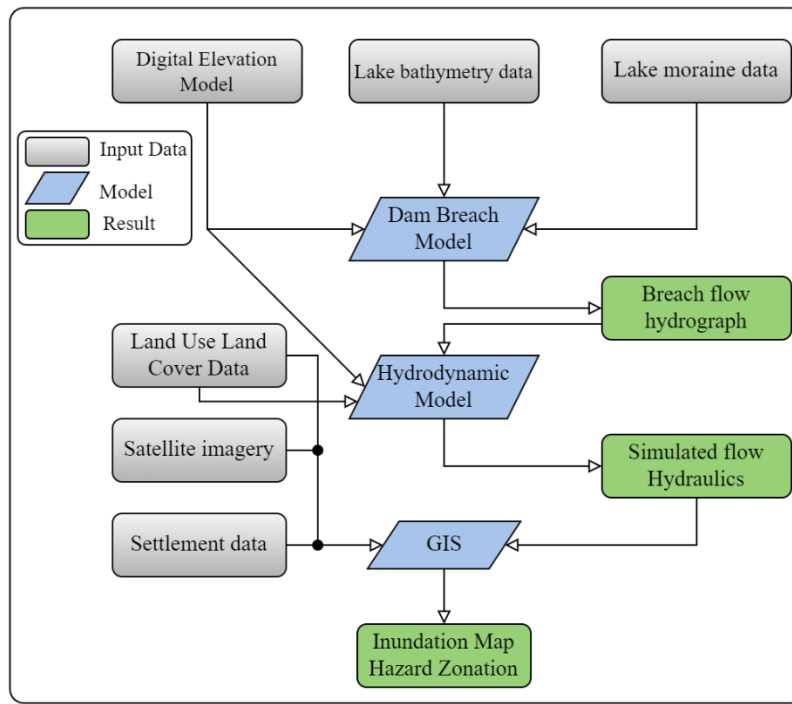 Digital Elevation
Model
Lake bathymetry data
Lake moraine data
Input Data
Model
Result
Dam Breach
Model
Breach flow
hydrograph
Land Use Land
Cover Data
Hydrodynamic
Model
Satellite imagery
Simulated flow
Hydraulics
Settlement data
GIS
Inundation Map
Hazard Zonation